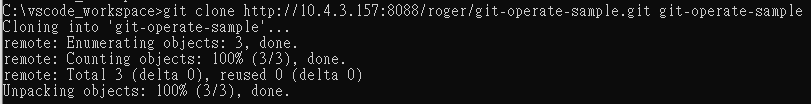 C:\vscode_workspace>git clone http://10.4.3.157:8088/roger/git-operate-sample.git git-operate-sample
Cloning into 'git-operate-sample'...
remote: Enumerating objects: 3, done.
remote: Counting objects: 100% (3/3), done.
remote: Total 3 (delta 0), reused 0 (delta 0)
Unpacking objects: 100% (3/3), done.